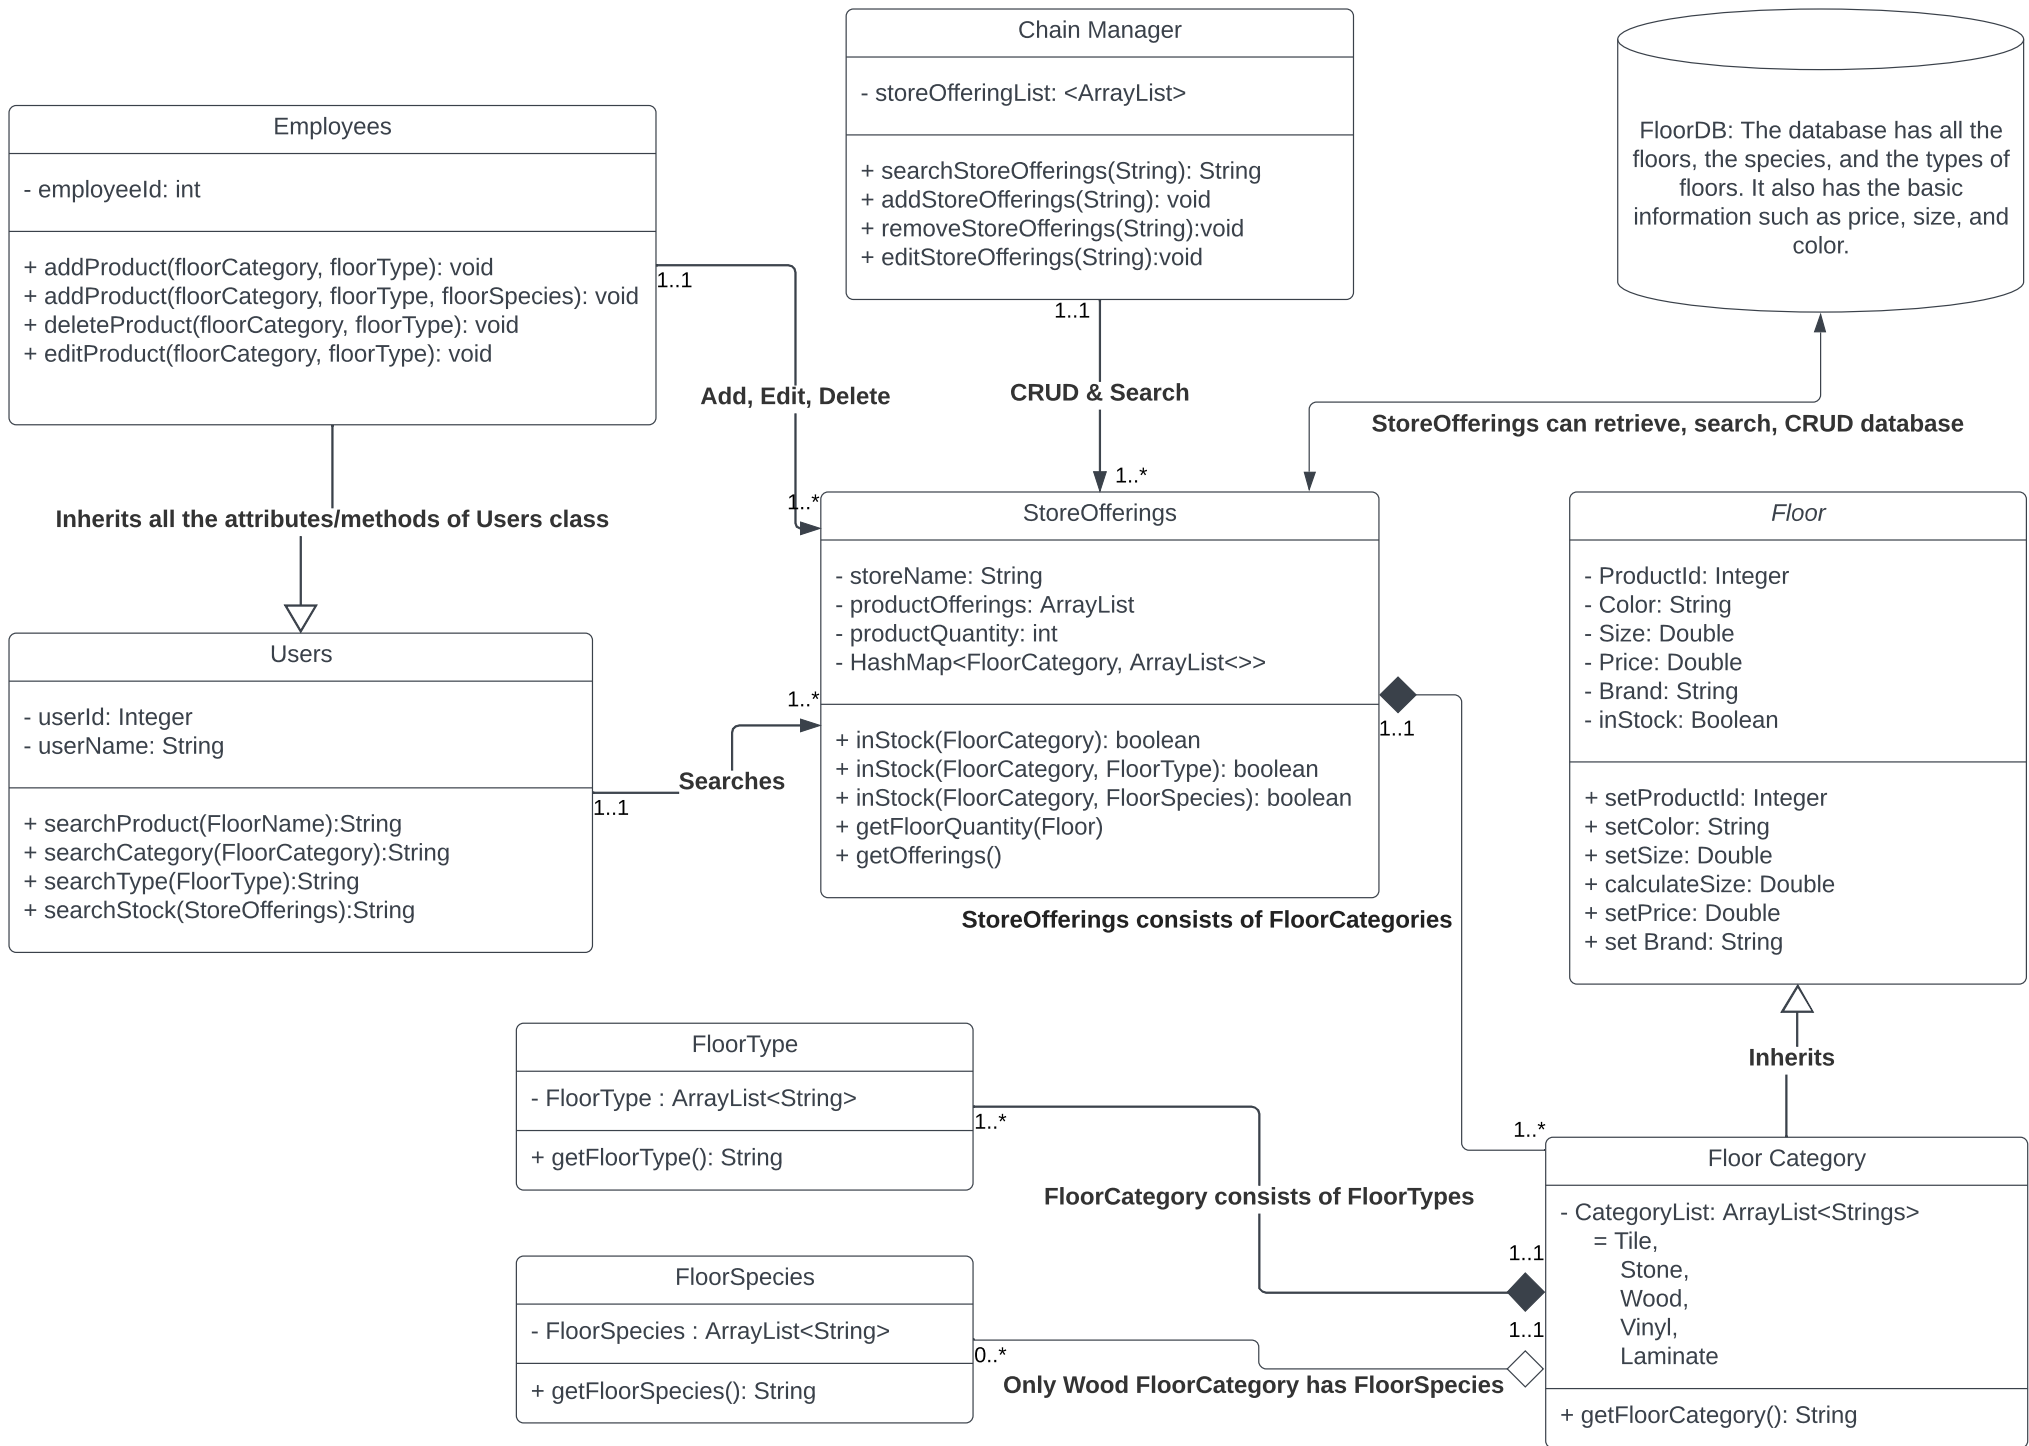 Chain Manager
- storeOfferingList: <ArrayList>
+ searchStoreOfferings(String): String
+ addStoreOfferings(String): void
+ removeStoreOfferings(String):void
+ editStoreOfferings(String):void
1..1
CRUD & Search
1..*
FloorDB: The database has all the
floors, the species, and the types of
floors. It also has the basic
information such as price, size, and
color.
StoreOfferings can retrieve, search, CRUD database
Employees
- employeeId: int
+ addProduct(floorCategory, floorType): void
+ addProduct(floorCategory, floorType, floorSpecies): void
+ deleteProduct(floorCategory, floorType): void
+ editProduct(floorCategory, floorType): void
1..1
Add, Edit, Delete
1..*
Inherits all the attributes/methods of Users class
Users
- userId: Integer
- userName: String
+ searchProduct(FloorName):String
+ searchCategory(FloorCategory):String
+ searchType(FloorType):String
+ searchStock(StoreOfferings):String
1..1
Searches
1..*
StoreOfferings
- storeName: String
- productOfferings: ArrayList
- productQuantity: int
- HashMap<FloorCategory, ArrayList<>>
+ inStock(FloorCategory): boolean
+ inStock(FloorCategory, FloorType): boolean
+ inStock(FloorCategory, FloorSpecies): boolean
+ getFloorQuantity(Floor)
+ getOfferings()
1..1
StoreOfferings consists of FloorCategories
1..*
Floor
- ProductId: Integer
- Color: String
- Size: Double
- Price: Double
- Brand: String
- inStock: Boolean
+ setProductId: Integer
+ setColor: String
+ setSize: Double
+ calculateSize: Double
+ setPrice: Double
+ set Brand: String
Inherits
FloorType
- FloorType : ArrayList<String>
+ getFloorType(): String
1..*
FloorCategory consists of FloorTypes
1..1
FloorSpecies
- FloorSpecies : ArrayList<String>
+ getFloorSpecies(): String
0..*
Only Wood FloorCategory has FloorSpecies
1..1
Floor Category
- CategoryList: ArrayList<Strings>
= Tile,
Stone,
Wood,
Vinyl,
Laminate
+ getFloorCategory(): String